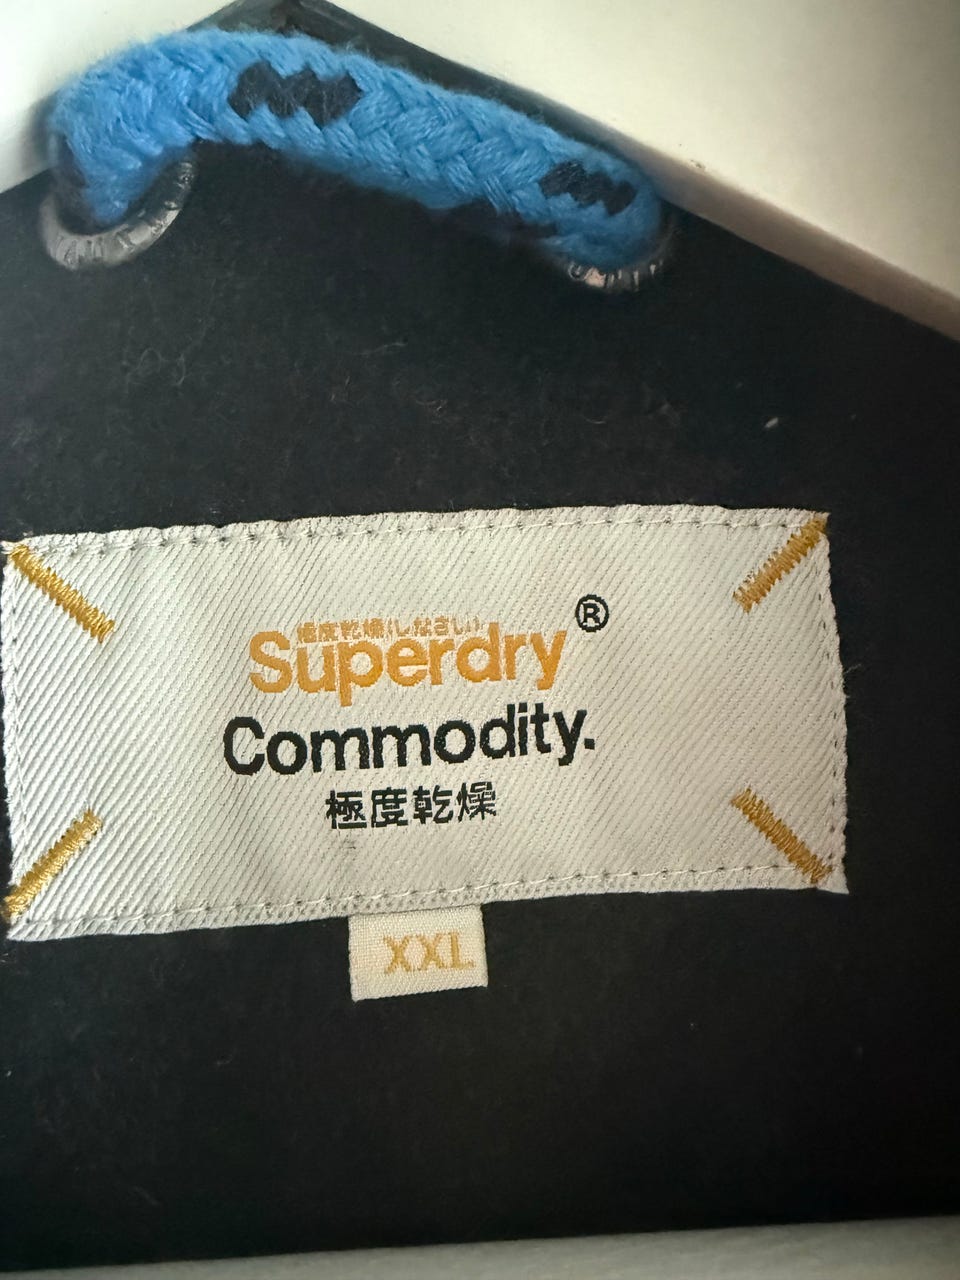 極度乾燥(しなさい)
Superdry®
Commodity.
極度乾燥
XXL